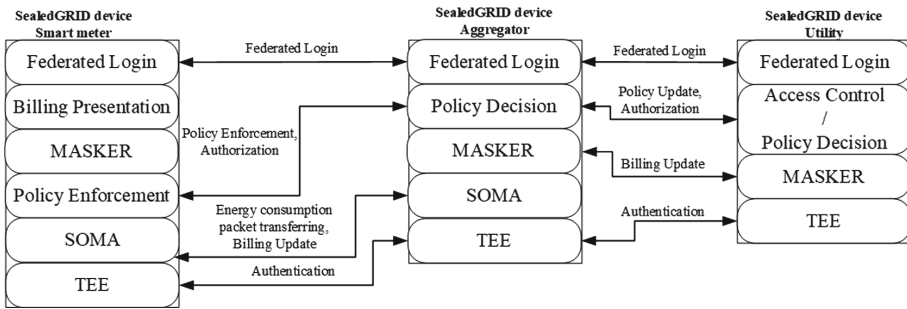 SealedGRID device
Smart meter
Federated Login
Billing Presentation
MASKER
Policy Enforcement
SOMA
TEE
Federated Login
Policy Enforcement,
Authorization
Energy consumption
packet transferring,
Billing Update
Authentication
SealedGRID device
Aggregator
Federated Login
Policy Decision
MASKER
SOMA
TEE
Federated Login
Policy Update,
Authorization
Billing Update
Authentication
SealedGRID device
Utility
Federated Login
Access Control
/
Policy Decision
MASKER
TEE